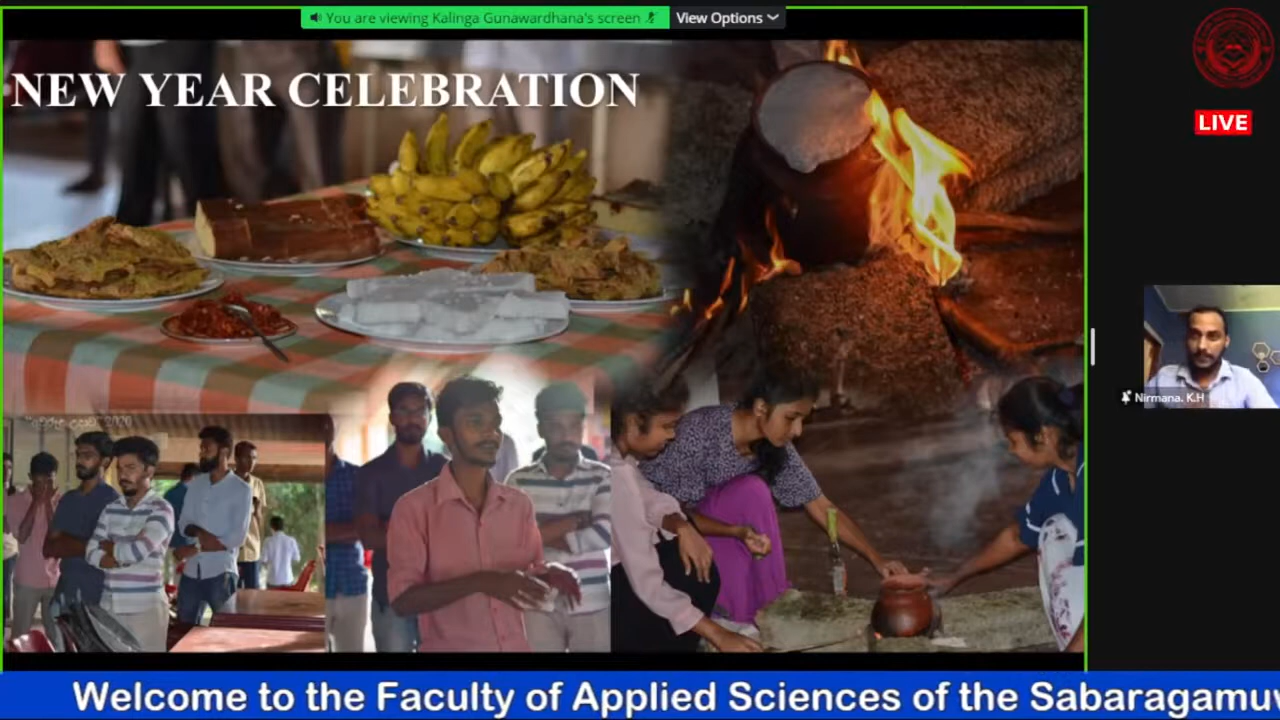 You are viewing Kalinga Gunawardhana's screen
View Options
NEW YEAR CELEBRATION
LIVE
2020
Nirmana. K.H
Welcome to the Faculty of Applied Sciences of the Sabaragamuw